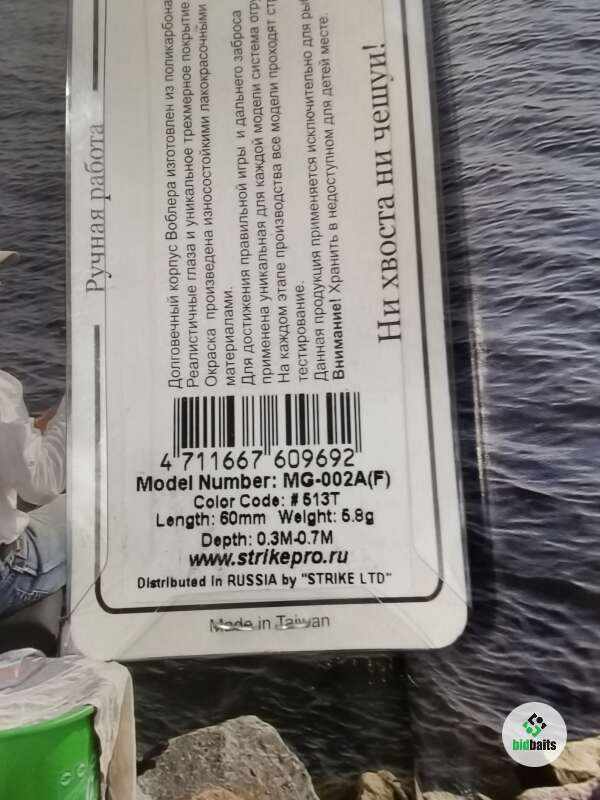 Ручная работа
Долговечный корпус Воблера изготовлен из поликарбона
Реалистичные глаза и уникальное трехмерное покрытие
Окраска произведена износостойкими лакокрасочными
материалами.
Для достижения правильной игры и дальнего заброса
применена уникальная для каждой модели система огру
На каждом этапе производства все модели проходят стр
тестирование.
Данная продукция применяется исключительно для ры
Внимание! Хранить в недоступном для детей месте.
Ни хвоста ни чешуи!
4 711667 609692
Model Number: MG-002A(F)
Color Code: # 513T
Length: 60mm Weight: 5.8g
Depth: 0.3M-0.7M
www.strikepro.ru
Distributed in RUSSIA by "STRIKE LTD"
Made in Taiwan
bidbaits